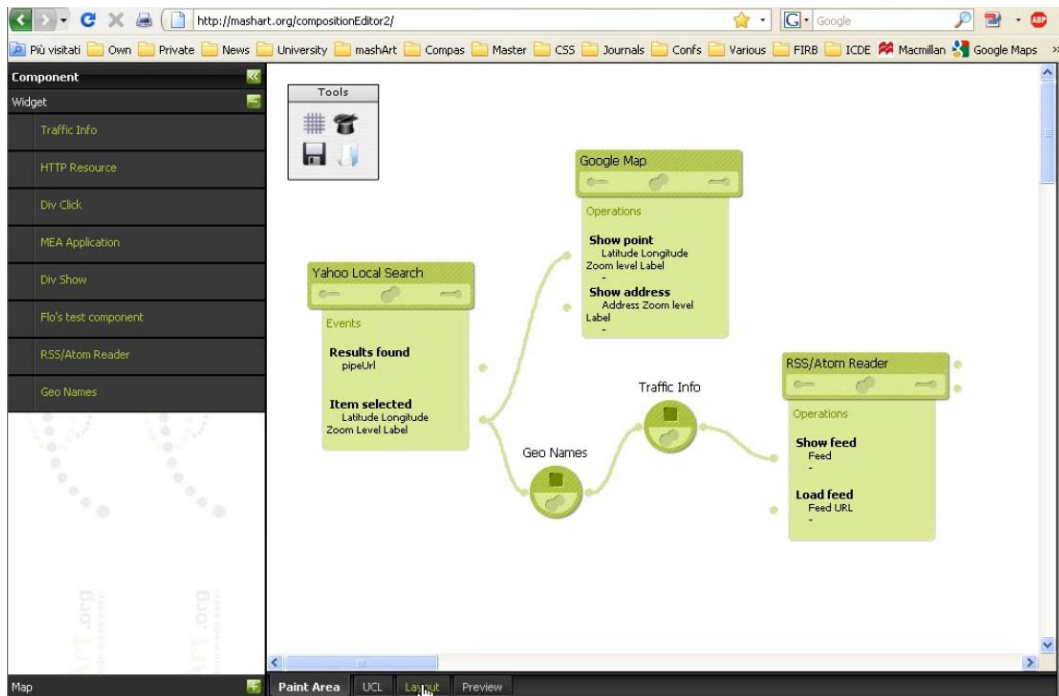 http://mashart.org/compositionEditor2/
G Google
ABP
Più visitati Own Private News University mashArt Compas Master CSS Journals Confs Various FIRB ICDE Macmillan Google Maps »
Component
Widget
Traffic Info
HTTP Resource
Div Click
MEA Application
Div Show
Flo's test component
RSS/Atom Reader
Geo Names
Map
Tools
Yahoo Local Search
Events
Results found
pipeUrl
Item selected
Latitude Longitude
Zoom Level Label
Google Map
Operations
Show point
Latitude Longitude
Zoom level Label
-
Show address
Address Zoom level
Label
-
Geo Names
Traffic Info
RSS/Atom Reader
Operations
Show feed
Feed
-
Load feed
Feed URL
-
Paint Area UCL Layout Preview